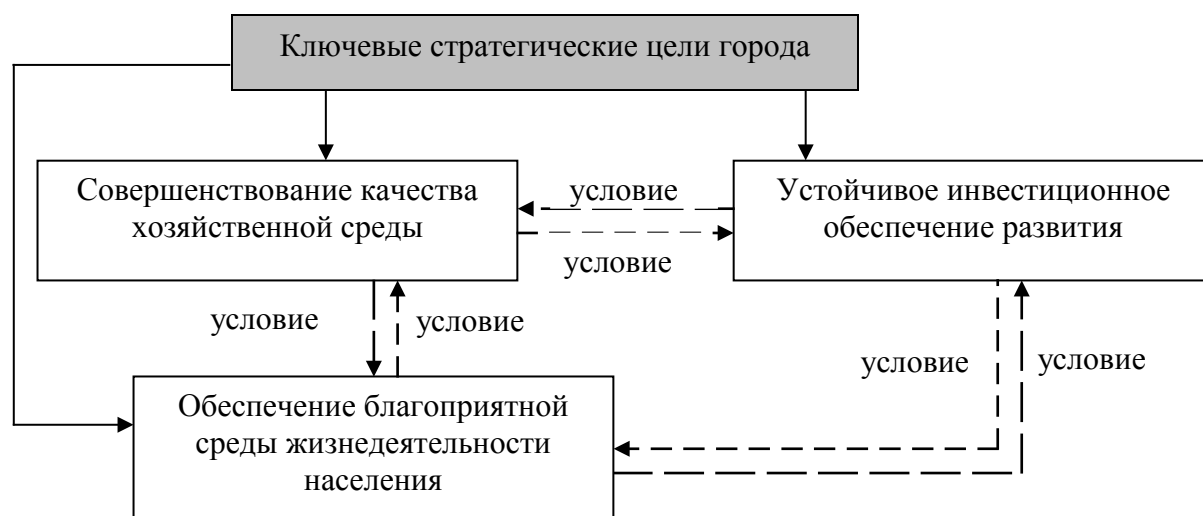 Ключевые стратегические цели города
Совершенствование качества
хозяйственной среды
условие
условие
Устойчивое инвестиционное
обеспечение развития
условие
условие
условие
условие
Обеспечение благоприятной
среды жизнедеятельности
населения